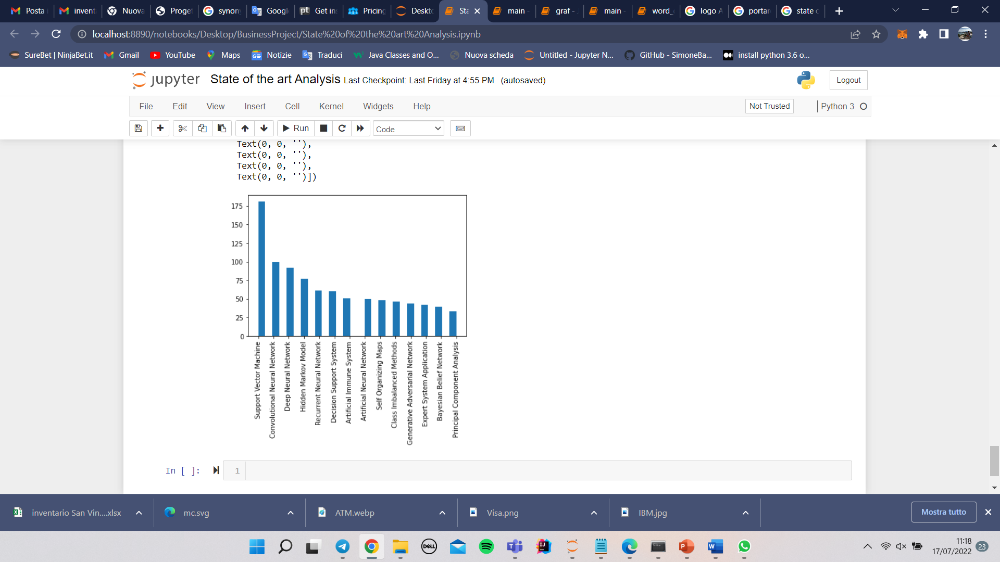 Posta
invent
Nuova
Proget
synon
Googl
Get in
Pricing
Deskto
Sta
main -
graf -
main -
word_
logo A
portar
state o
localhost:8890/notebooks/Desktop/BusinessProject/State%20of%20the%20art%20Analysis.ipynb
SureBet | NinjaBet.it
Gmail
YouTube
Maps
Notizie
Traduci
Java Classes and O...
Nuova scheda
Untitled - Jupyter N...
GitHub - SimoneBa...
install python 3.6 o...
jupyter State of the art Analysis Last Checkpoint: Last Friday at 4:55 PM (autosaved)
Logout
File Edit View Insert Cell Kernel Widgets Help
Not Trusted
Python 3
Run
Code
Text(0, 0, ''),
Text(0, 0, ''),
Text(0, 0, ''),
Text(0, 0, '')])
175
150
125
100
75
50
25
0
Support Vector Machine
Convolutional Neural Network
Deep Neural Network
Hidden Markov Model
Recurrent Neural Network
Decision Support System
Artificial Immune System
Artificial Neural Network
Self Organizing Maps
Class Imbalanced Methods
Generative Adversarial Network
Expert System Application
Bayesian Belief Network
Principal Component Analysis
In [ ]:
1
inventario San Vin....xlsx
mc.svg
ATM.webp
Visa.png
IBM.jpg
Mostra tutto
11:18
17/07/2022
23